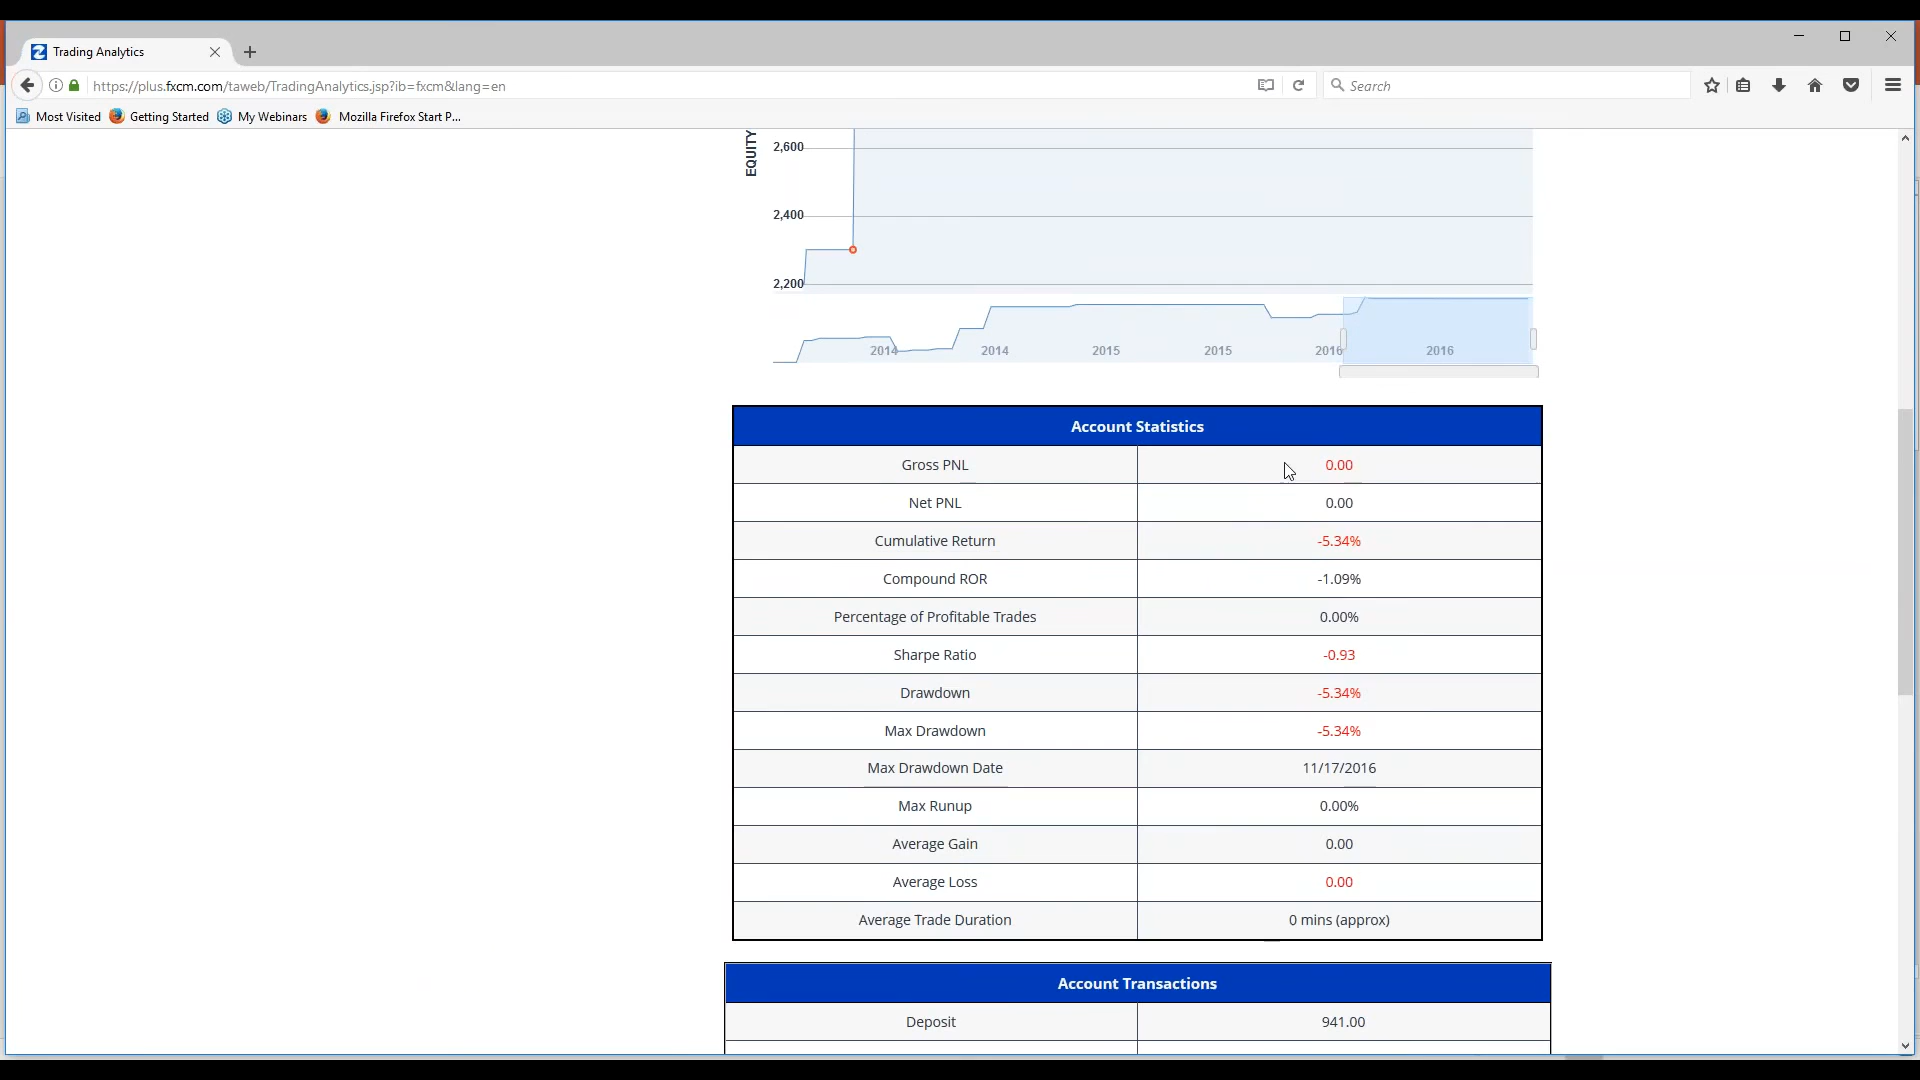 Trading Analytics
https://plus.fxcm.com/taweb/TradingAnalytics.jsp?ib=fxcm&lang=en
Search
Most Visited Getting Started My Webinars Mozilla Firefox Start P...
EQUITY
2,600
2,400
2,200
2014 2014 2015 2015 2016 2016
Account Statistics
Gross PNL 0.00
Net PNL 0.00
Cumulative Return -5.34%
Compound ROR -1.09%
Percentage of Profitable Trades 0.00%
Sharpe Ratio -0.93
Drawdown -5.34%
Max Drawdown -5.34%
Max Drawdown Date 11/17/2016
Max Runup 0.00%
Average Gain 0.00
Average Loss 0.00
Average Trade Duration 0 mins (approx)
Account Transactions
Deposit 941.00